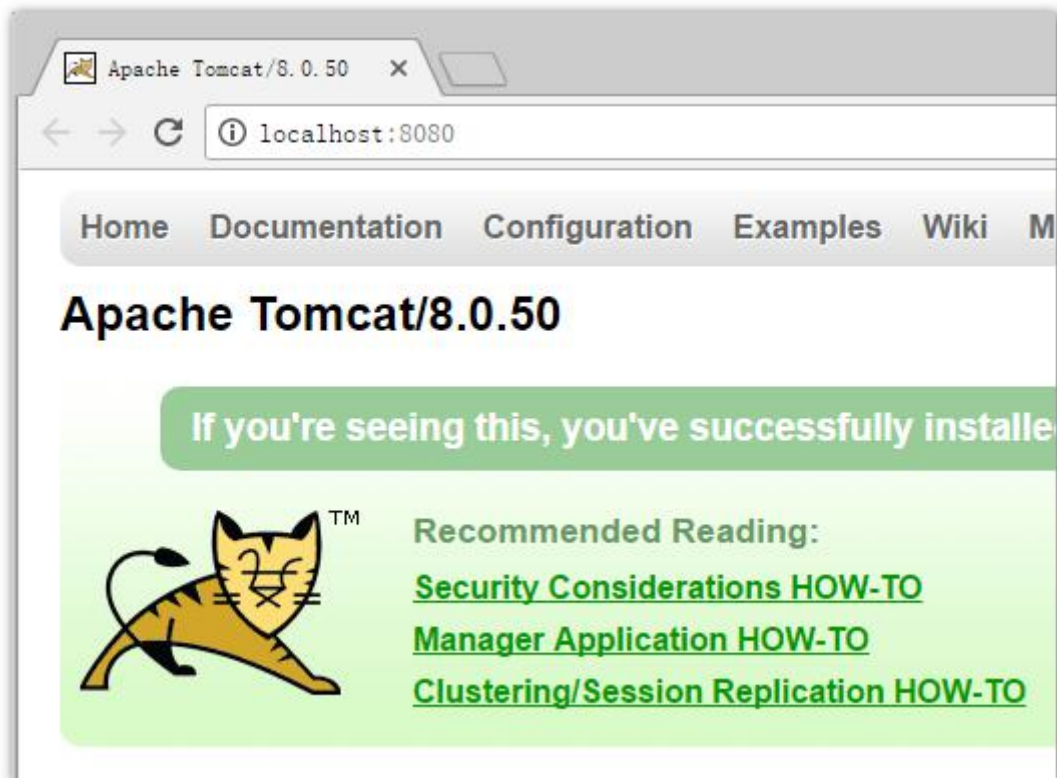 Apache Tomcat/8.0.50
localhost:8080
Home Documentation Configuration Examples Wiki M
Apache Tomcat/8.0.50
If you're seeing this, you've successfully installe
TM
Recommended Reading:
Security Considerations HOW-TO
Manager Application HOW-TO
Clustering/Session Replication HOW-TO